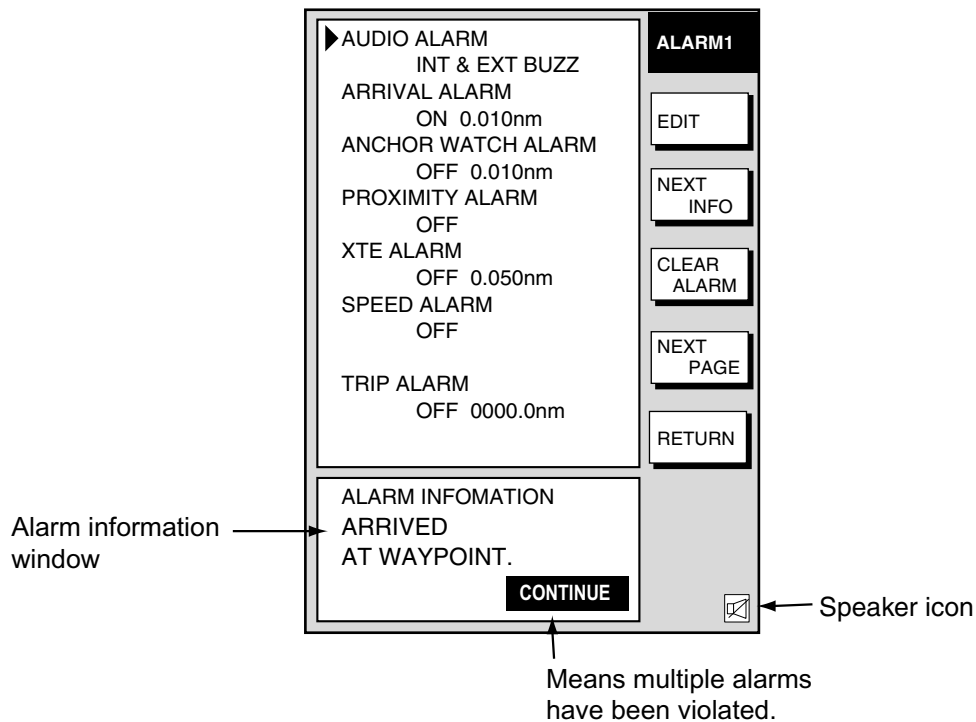 AUDIO ALARM
INT & EXT BUZZ
ARRIVAL ALARM
ON 0.010nm
ANCHOR WATCH ALARM
OFF 0.010nm
PROXIMITY ALARM
OFF
XTE ALARM
OFF 0.050nm
SPEED ALARM
OFF
TRIP ALARM
OFF 0000.0nm
ALARM1
EDIT
NEXT
INFO
CLEAR
ALARM
NEXT
PAGE
RETURN
ALARM INFOMATION
ARRIVED
AT WAYPOINT.
CONTINUE
Alarm information
window
Speaker icon
Means multiple alarms
have been violated.